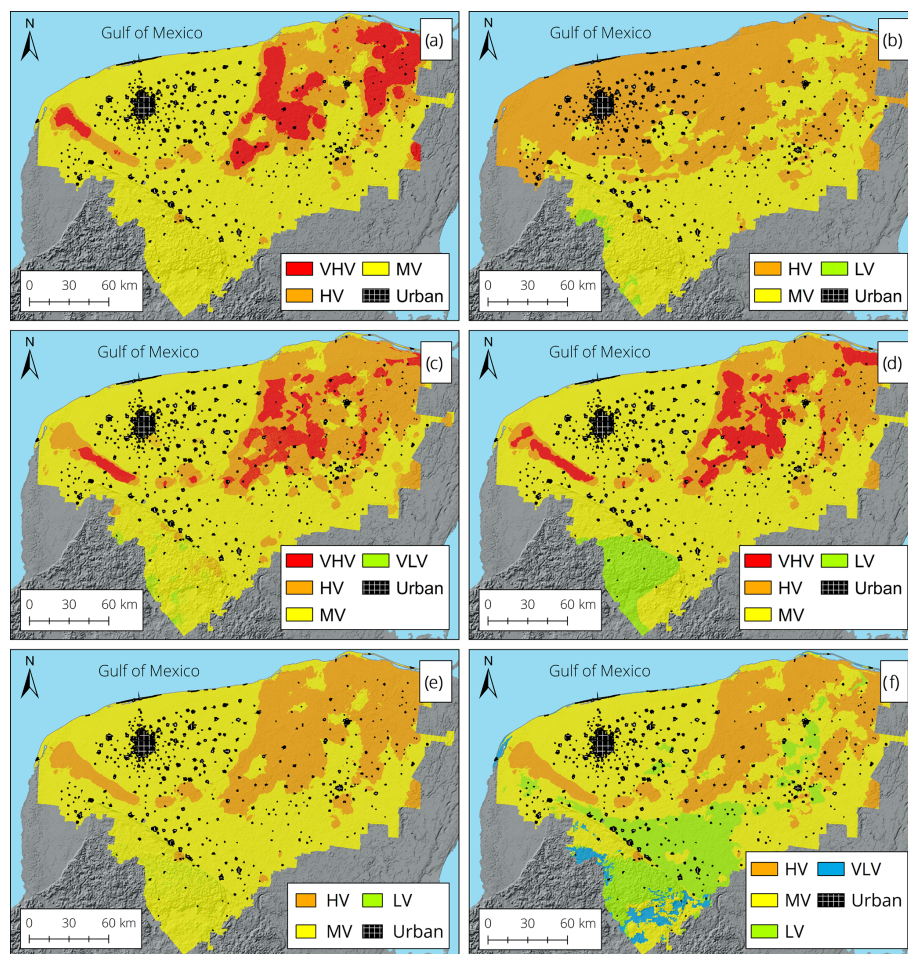 N
Gulf of Mexico
(a)
VHV MV
HV Urban
0 30 60 km
N
Gulf of Mexico
(b)
HV LV
MV Urban
0 30 60 km
N
Gulf of Mexico
(c)
VHV VLV
HV Urban
MV
0 30 60 km
N
Gulf of Mexico
(d)
VHV LV
HV Urban
MV
0 30 60 km
N
Gulf of Mexico
(e)
HV LV
MV Urban
0 30 60 km
N
Gulf of Mexico
(f)
HV VLV
MV Urban
LV
0 30 60 km